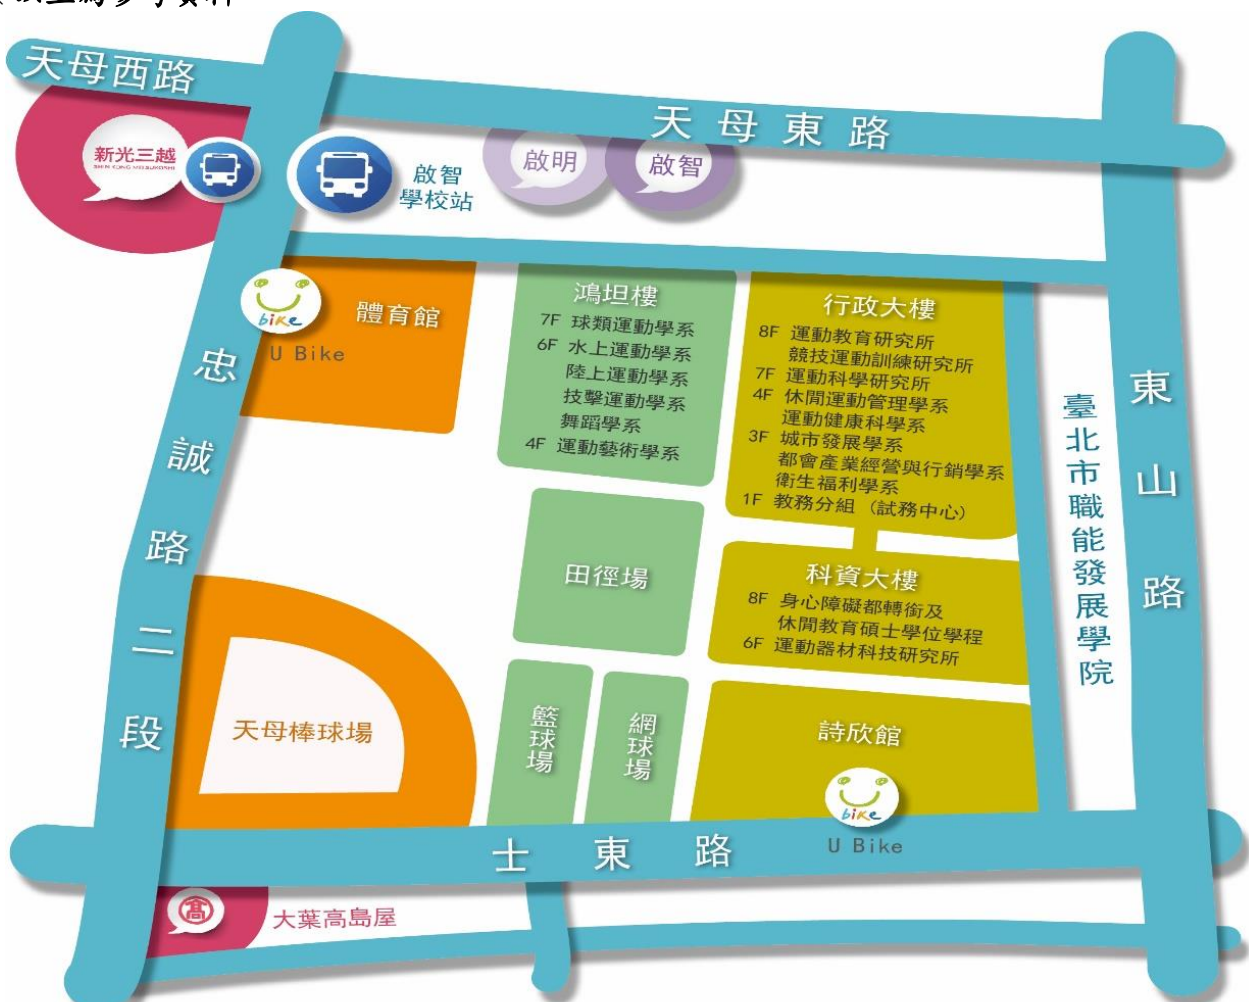 天母西路
天母東路
新光三越
SHIN KONG MITSUKOSHI
啟智
學校站
啟明
啟智
bike
U Bike
體育館
鴻坦樓
7F 球類運動學系
6F 水上運動學系
陸上運動學系
技擊運動學系
舞蹈學系
4F 運動藝術學系
行政大樓
8F 運動教育研究所
競技運動訓練研究所
7F 運動科學研究所
4F 休閒運動管理學系
運動健康科學系
3F 城市發展學系
都會產業經營與行銷學系
衛生福利學系
1F 教務分組（試務中心）
忠誠路二段
臺北市職能發展學院
東山路
田徑場
科資大樓
8F 身心障礙都轉銜及
休閒教育碩士學位學程
6F 運動器材科技研究所
天母棒球場
籃球場
網球場
詩欣館
bike
U Bike
士東路
髙
大葉高島屋